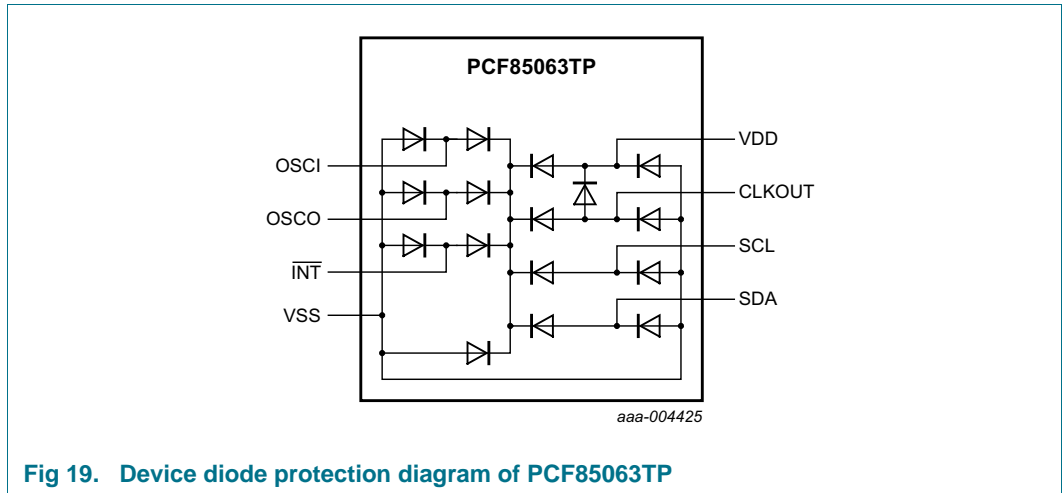 PCF85063TP
OSCI
OSCO
INT
VSS
VDD
CLKOUT
SCL
SDA
aaa-004425
Fig 19. Device diode protection diagram of PCF85063TP